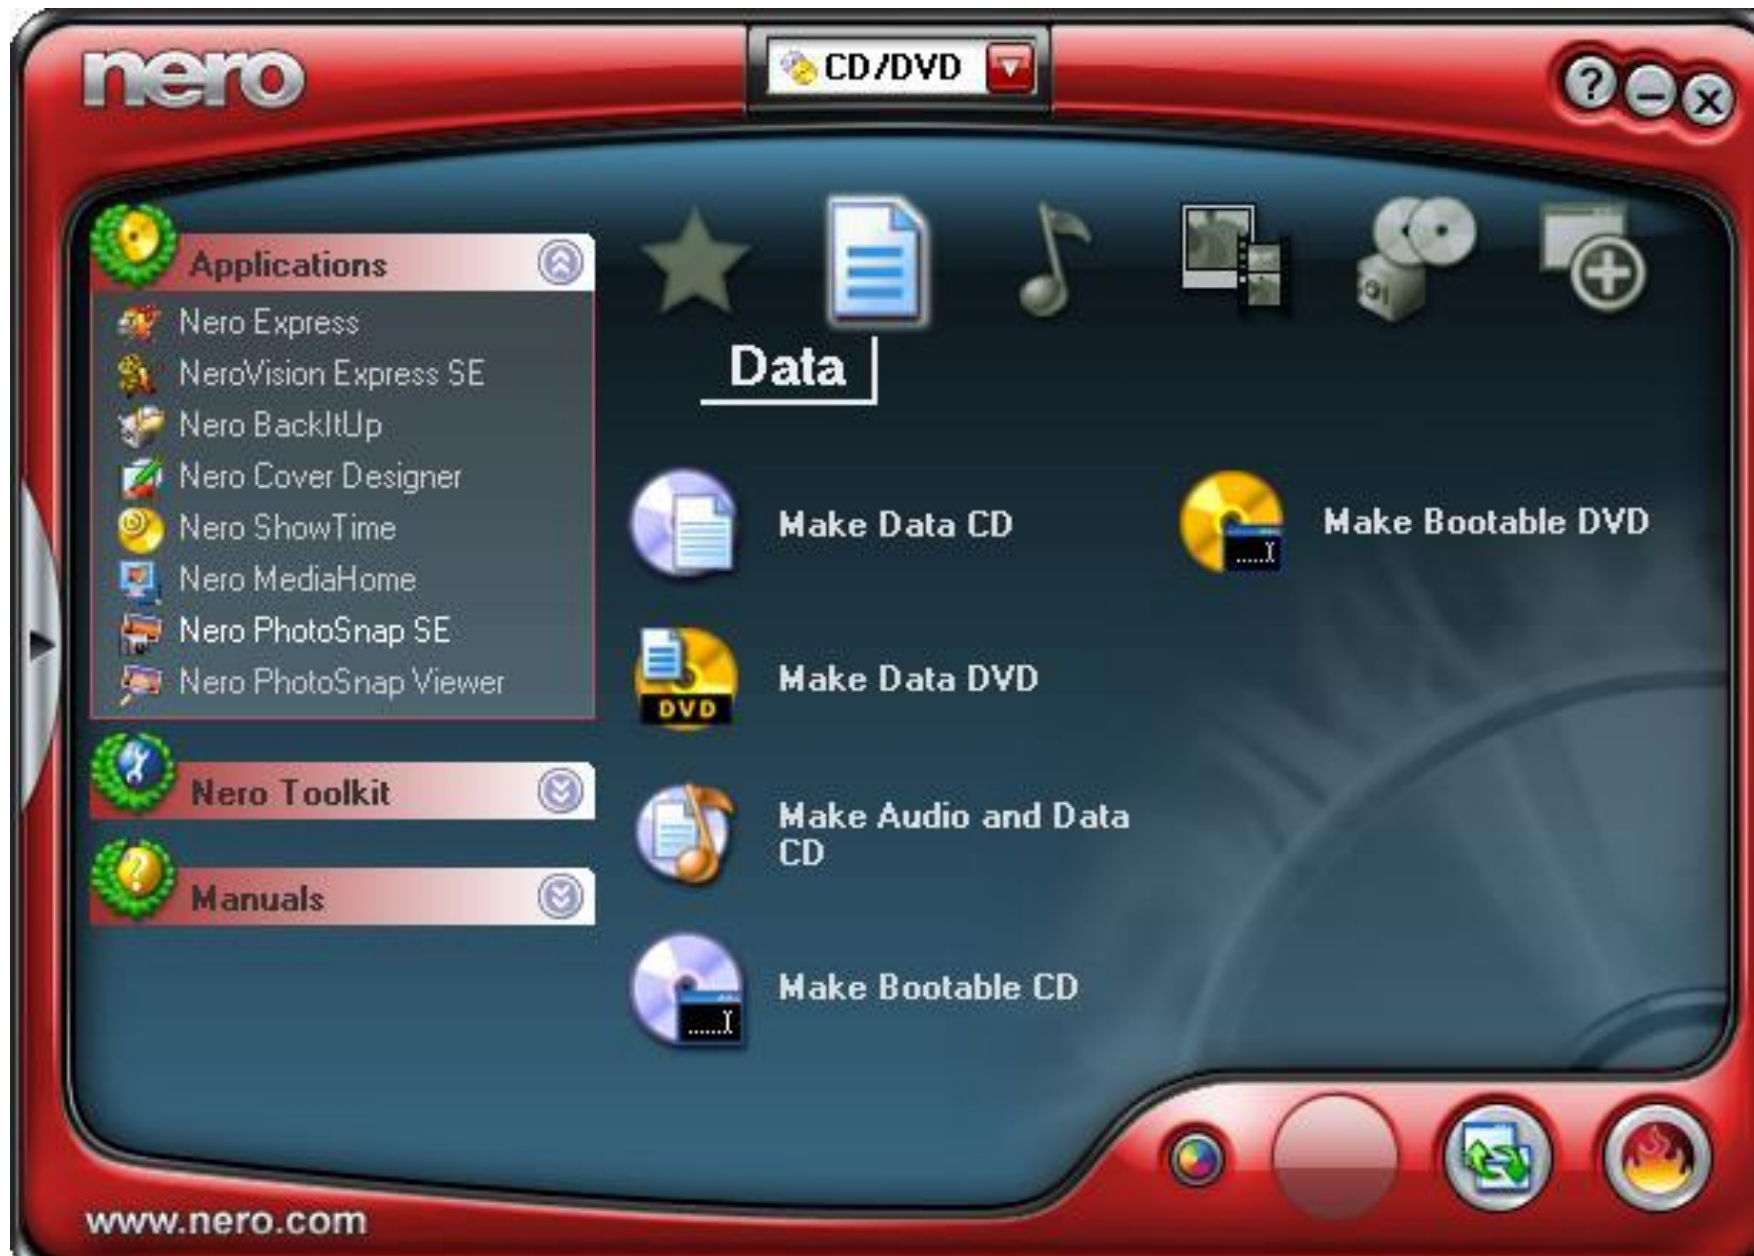 nero
CD/DVD
Applications
Nero Express
NeroVision Express SE
Nero BackItUp
Nero Cover Designer
Nero ShowTime
Nero MediaHome
Nero PhotoSnap SE
Nero PhotoSnap Viewer
Nero Toolkit
Manuals
Data
Make Data CD
Make Data DVD
DVD
Make Audio and Data
CD
Make Bootable CD
Make Bootable DVD
www.nero.com